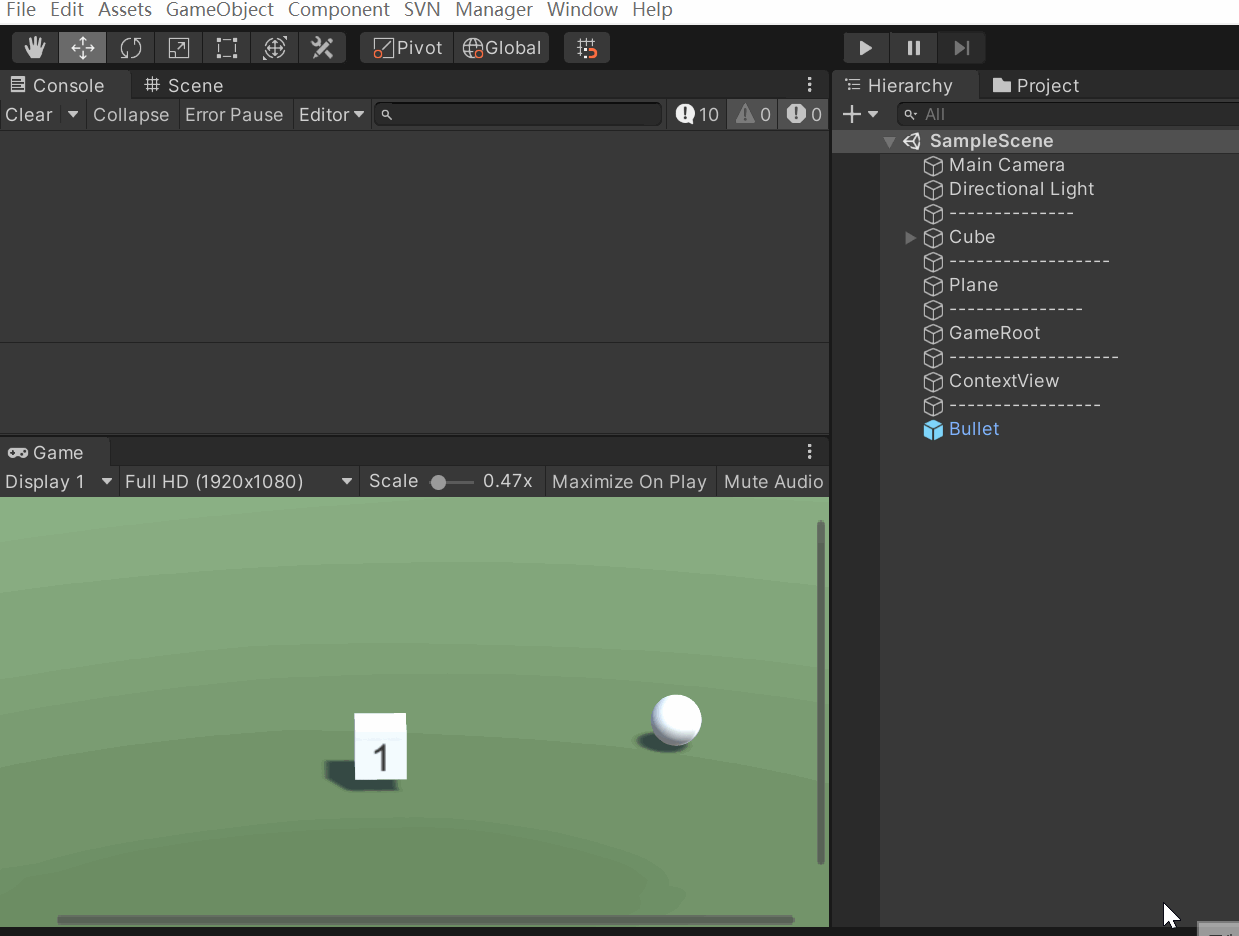 File Edit Assets GameObject Component SVN Manager Window Help
Pivot Global
Console Scene
Clear Collapse Error Pause Editor 10 0 0
Game
Display 1 Full HD (1920x1080) Scale 0.47x Maximize On Play Mute Audio
1
Hierarchy Project
All
SampleScene
Main Camera
Directional Light
--------------
Cube
------------------
Plane
---------------
GameRoot
-------------------
ContextView
-----------------
Bullet